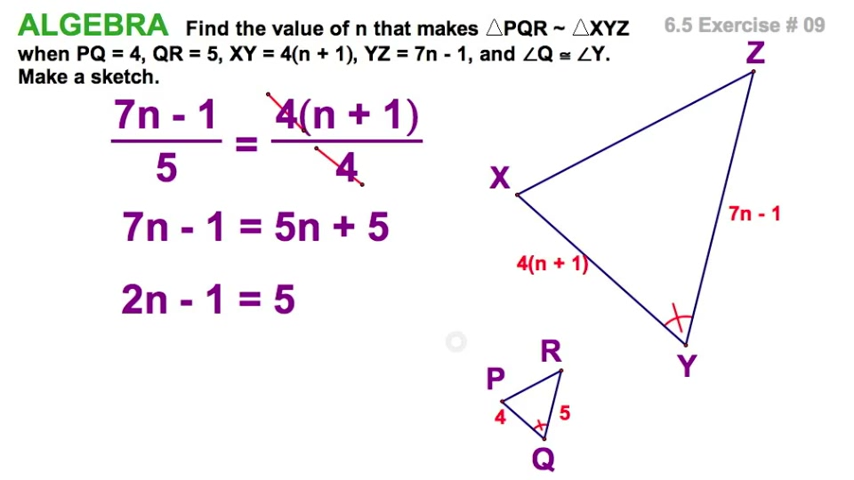 ALGEBRA Find the value of n that makes △PQR ~ △XYZ 6.5 Exercise # 09
when PQ = 4, QR = 5, XY = 4(n + 1), YZ = 7n - 1, and ∠Q ≅ ∠Y.
Make a sketch.
Z
7n - 1 4(n + 1)
=
5 4
X
7n - 1
7n - 1 = 5n + 5
4(n + 1)
2n - 1 = 5
R
Y
P
4
5
Q